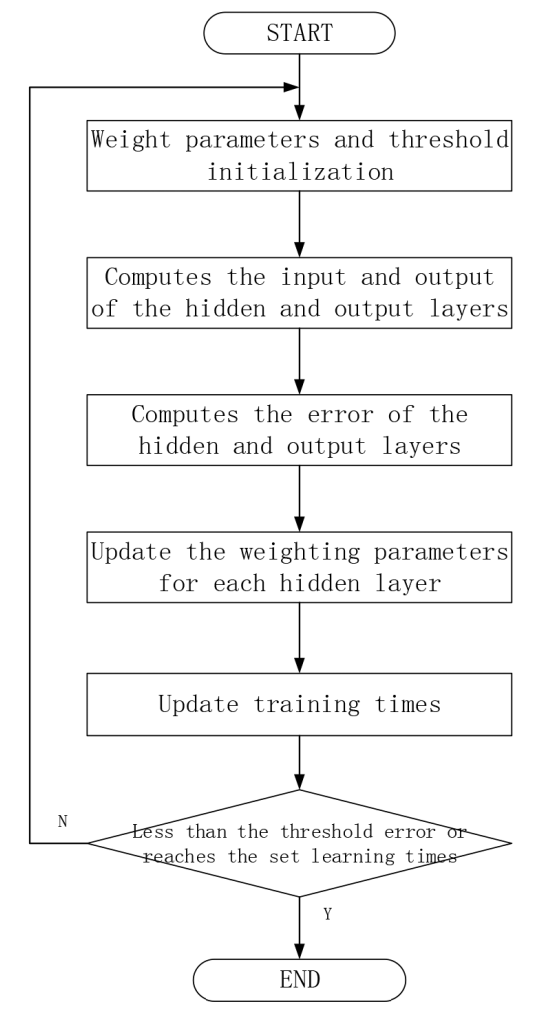 START
Weight parameters and threshold
initialization
Computes the input and output
of the hidden and output layers
Computes the error of the
hidden and output layers
Update the weighting parameters
for each hidden layer
Update training times
N
Less than the threshold error or
reaches the set learning times
Y
END